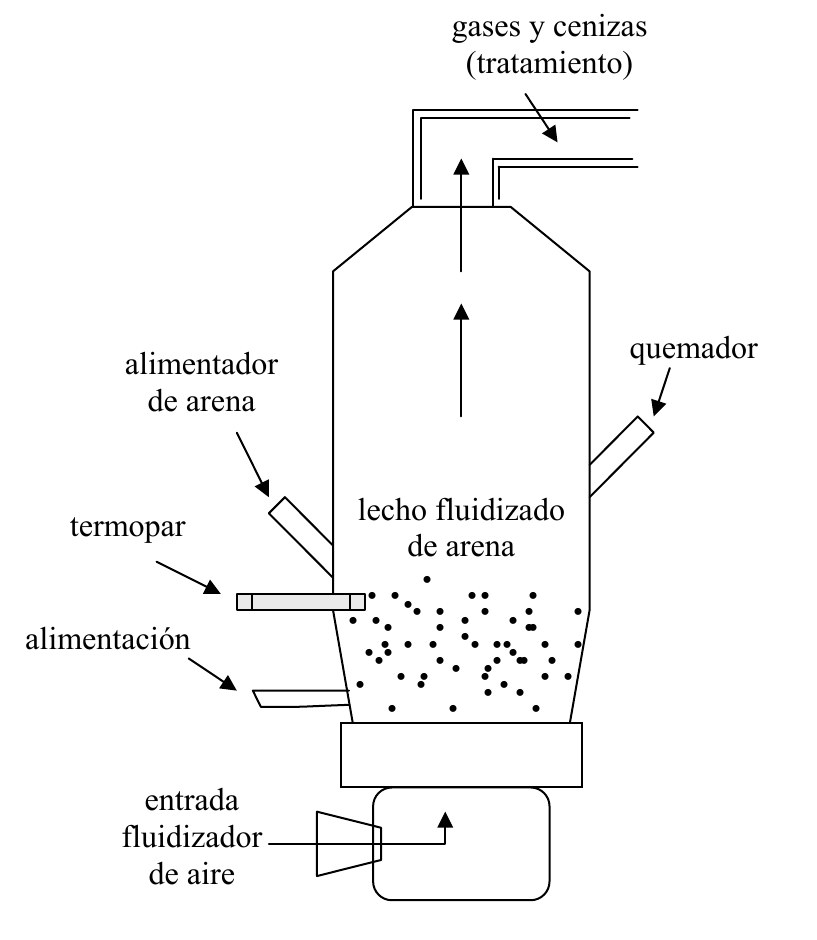 gases y cenizas
(tratamiento)
quemador
alimentador
de arena
lecho fluidizado
de arena
termopar
alimentación
entrada
fluidizador
de aire